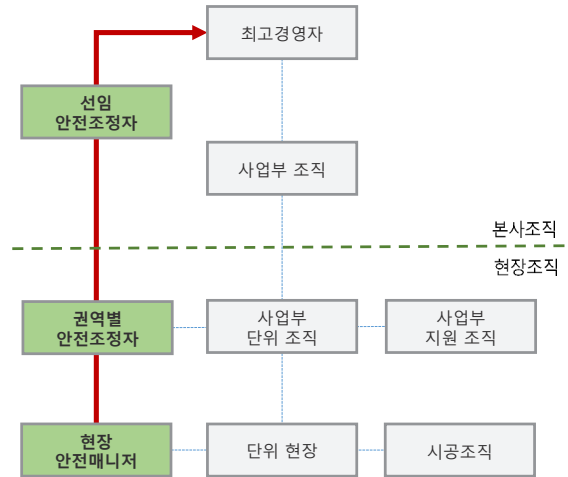 최고경영자
선임
안전조정자
사업부 조직
본사조직
현장조직
권역별
안전조정자
사업부
단위 조직
사업부
지원 조직
현장
안전매니저
단위 현장
시공조직